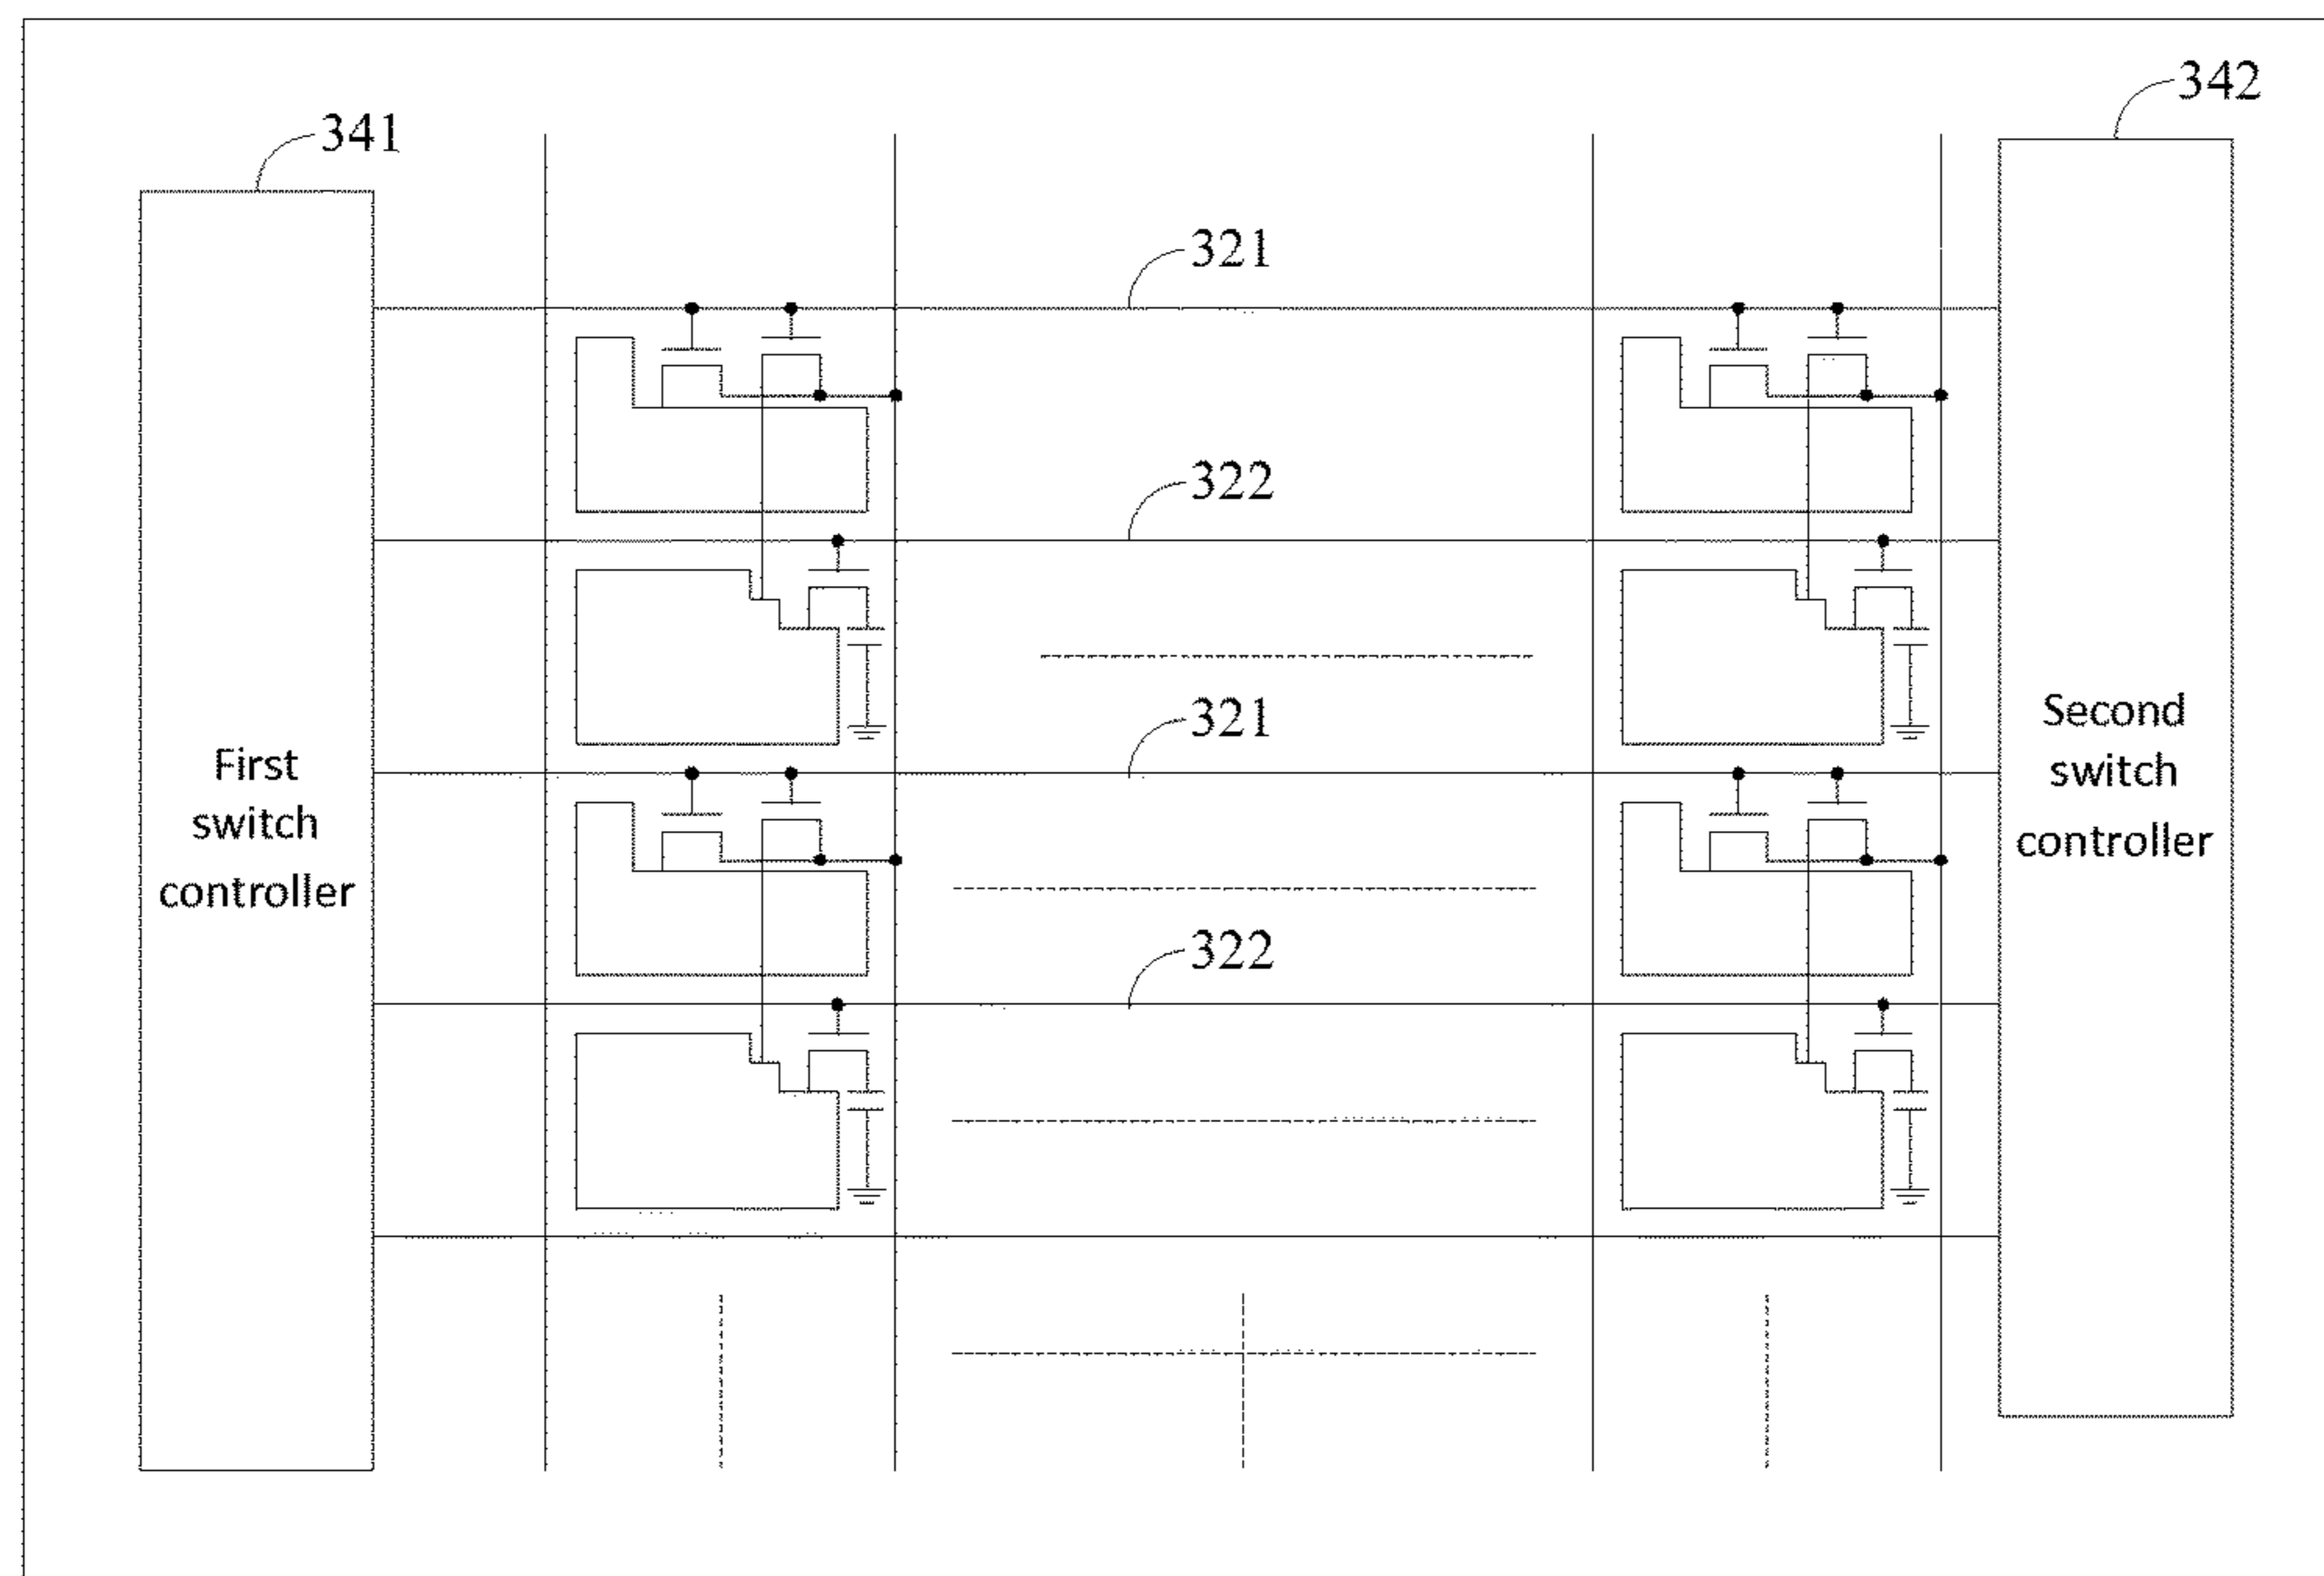 342
341
321
322
321
322
First
switch
controller
Second
switch
controller